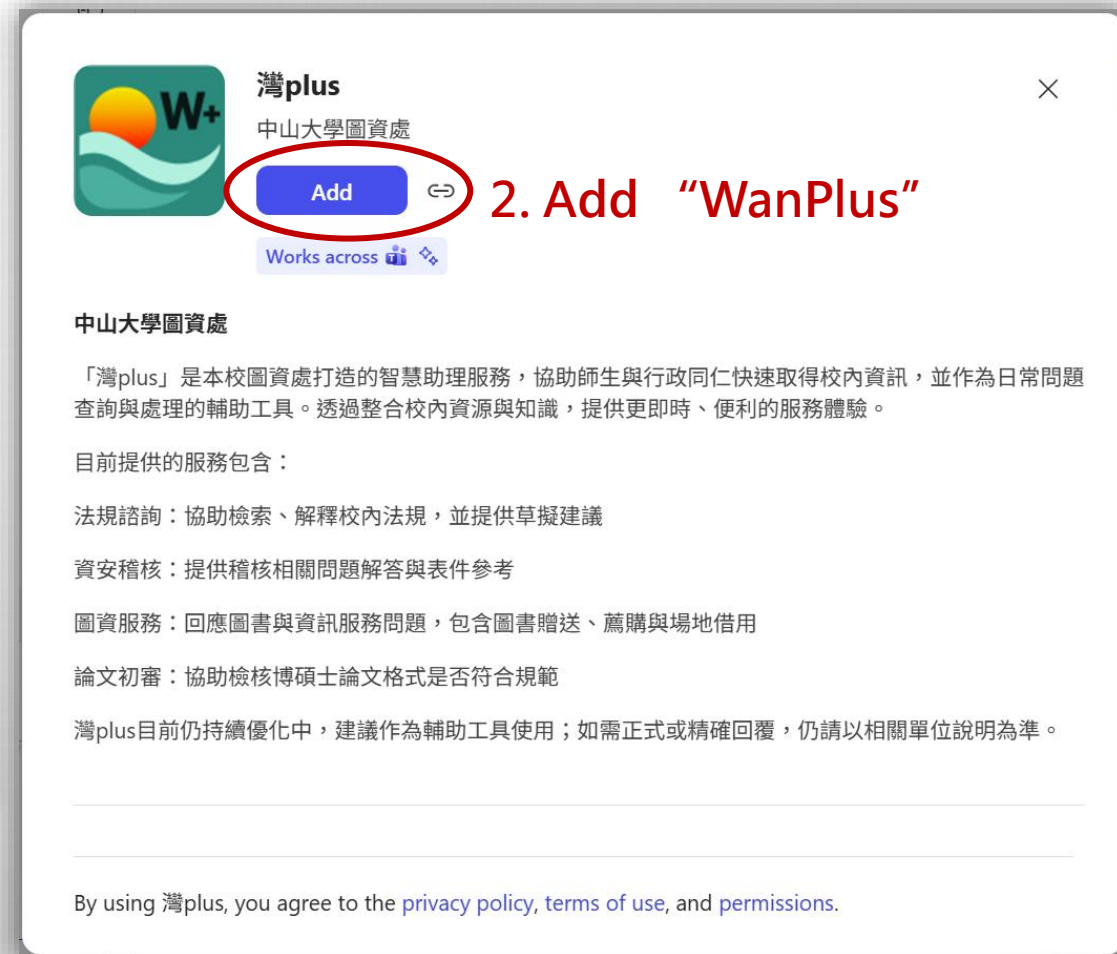 W+
灣plus
中山大學圖資處
Add
2. Add “WanPlus”
Works across
中山大學圖資處
「灣plus」是本校圖資處打造的智慧助理服務，協助師生與行政同仁快速取得校內資訊，並作為日常問題
查詢與處理的輔助工具。透過整合校內資源與知識，提供更即時、便利的服務體驗。
目前提供的服務包含：
法規諮詢：協助檢索、解釋校內法規，並提供草擬建議
資安稽核：提供稽核相關問題解答與表件參考
圖資服務：回應圖書與資訊服務問題，包含圖書贈送、薦購與場地借用
論文初審：協助檢核博碩士論文格式是否符合規範
灣plus目前仍持續優化中，建議作為輔助工具使用；如需正式或精確回覆，仍請以相關單位說明為準。
By using 灣plus, you agree to the privacy policy, terms of use, and permissions.